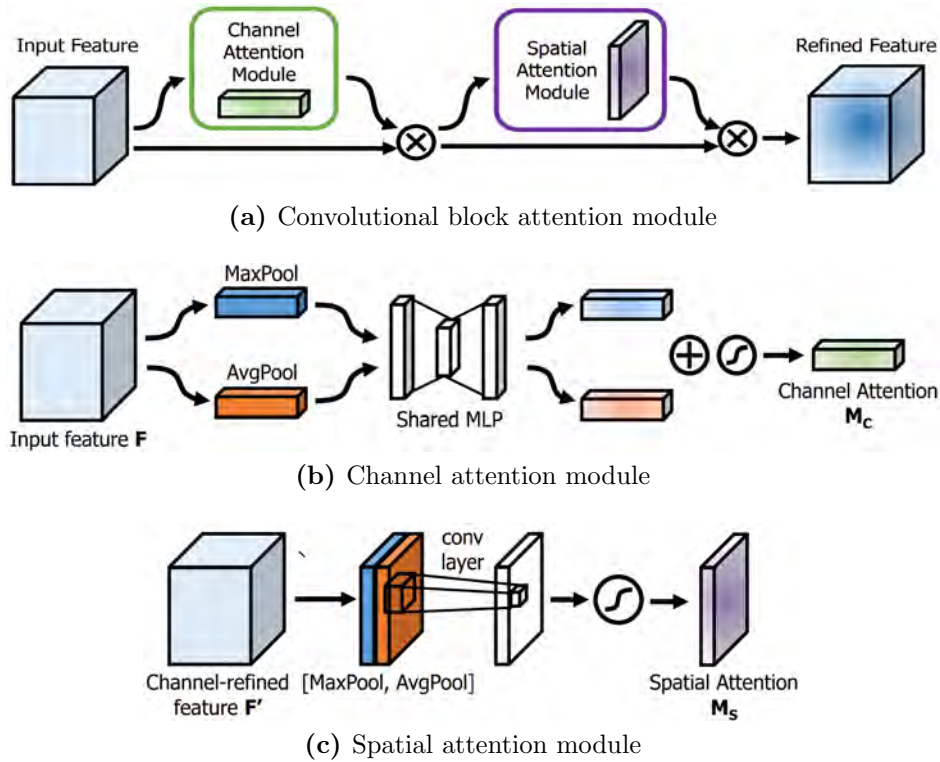 Input Feature
Channel
Attention
Module
Spatial
Attention
Module
Refined Feature
(a) Convolutional block attention module
MaxPool
AvgPool
Shared MLP
Input feature F
Channel Attention
Mc
(b) Channel attention module
conv
layer
Channel-refined
feature F'
[MaxPool, AvgPool]
Spatial Attention
Ms
(c) Spatial attention module